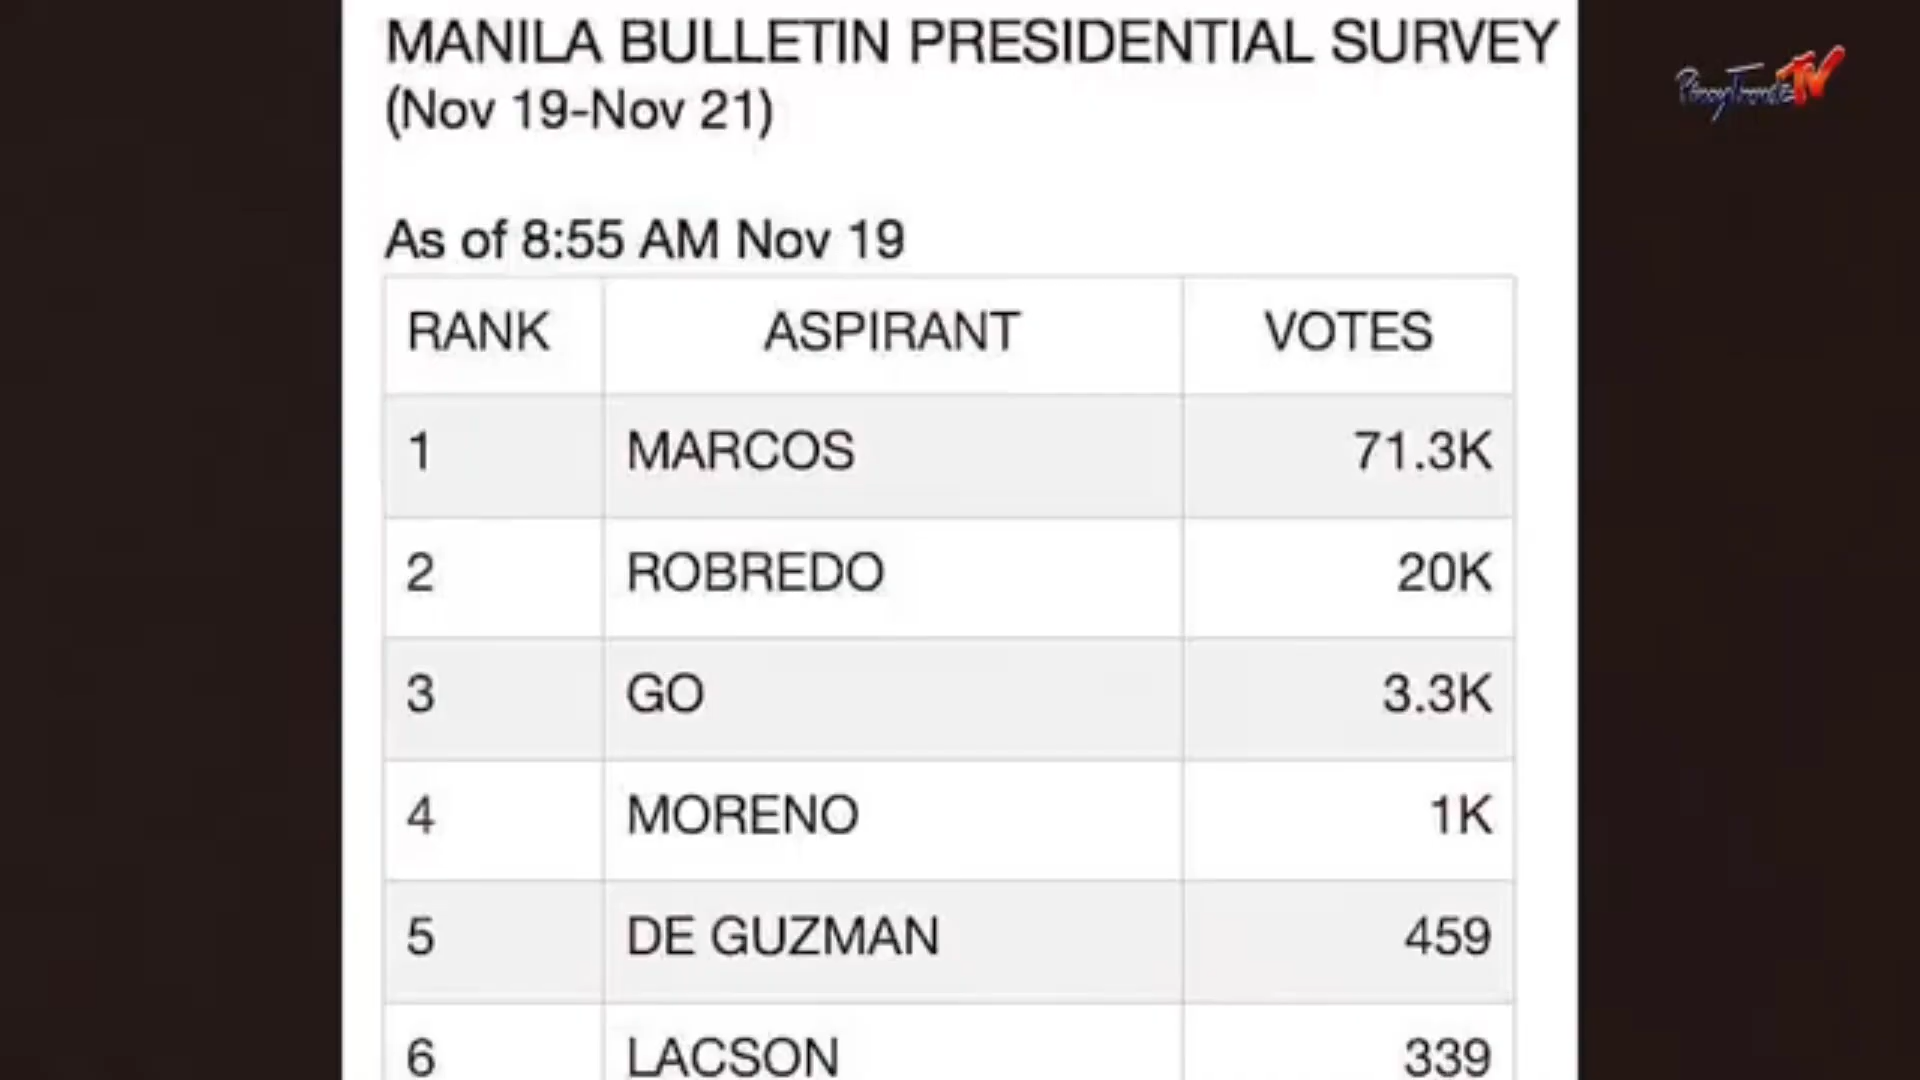 MANILA BULLETIN PRESIDENTIAL SURVEY
(Nov 19-Nov 21)
As of 8:55 AM Nov 19
RANK ASPIRANT VOTES
1 MARCOS 71.3K
2 ROBREDO 20K
3 GO 3.3K
4 MORENO 1K
5 DE GUZMAN 459
6 LACSON 339
PinoyTrendzTV